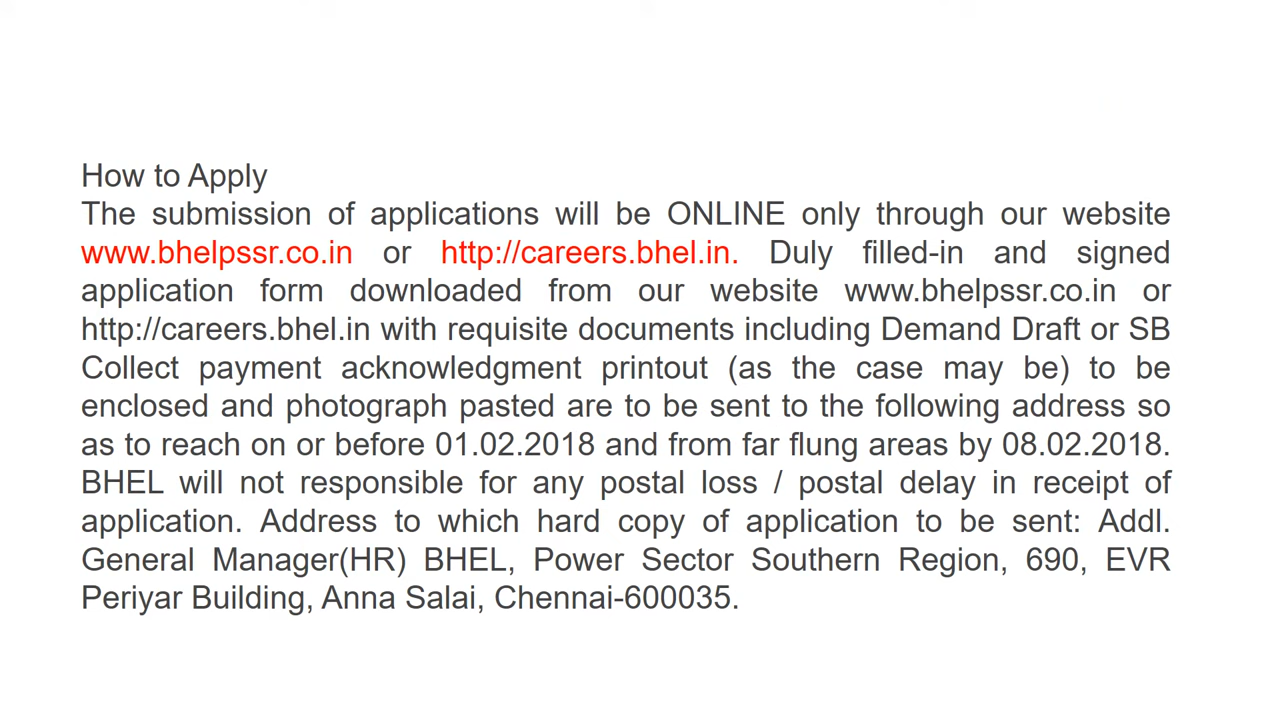 How to Apply
The submission of applications will be ONLINE only through our website
www.bhelpssr.co.in or http://careers.bhel.in. Duly filled-in and signed
application form downloaded from our website www.bhelpssr.co.in or
http://careers.bhel.in with requisite documents including Demand Draft or SB
Collect payment acknowledgment printout (as the case may be) to be
enclosed and photograph pasted are to be sent to the following address so
as to reach on or before 01.02.2018 and from far flung areas by 08.02.2018.
BHEL will not responsible for any postal loss / postal delay in receipt of
application. Address to which hard copy of application to be sent: Addl.
General Manager(HR) BHEL, Power Sector Southern Region, 690, EVR
Periyar Building, Anna Salai, Chennai-600035.